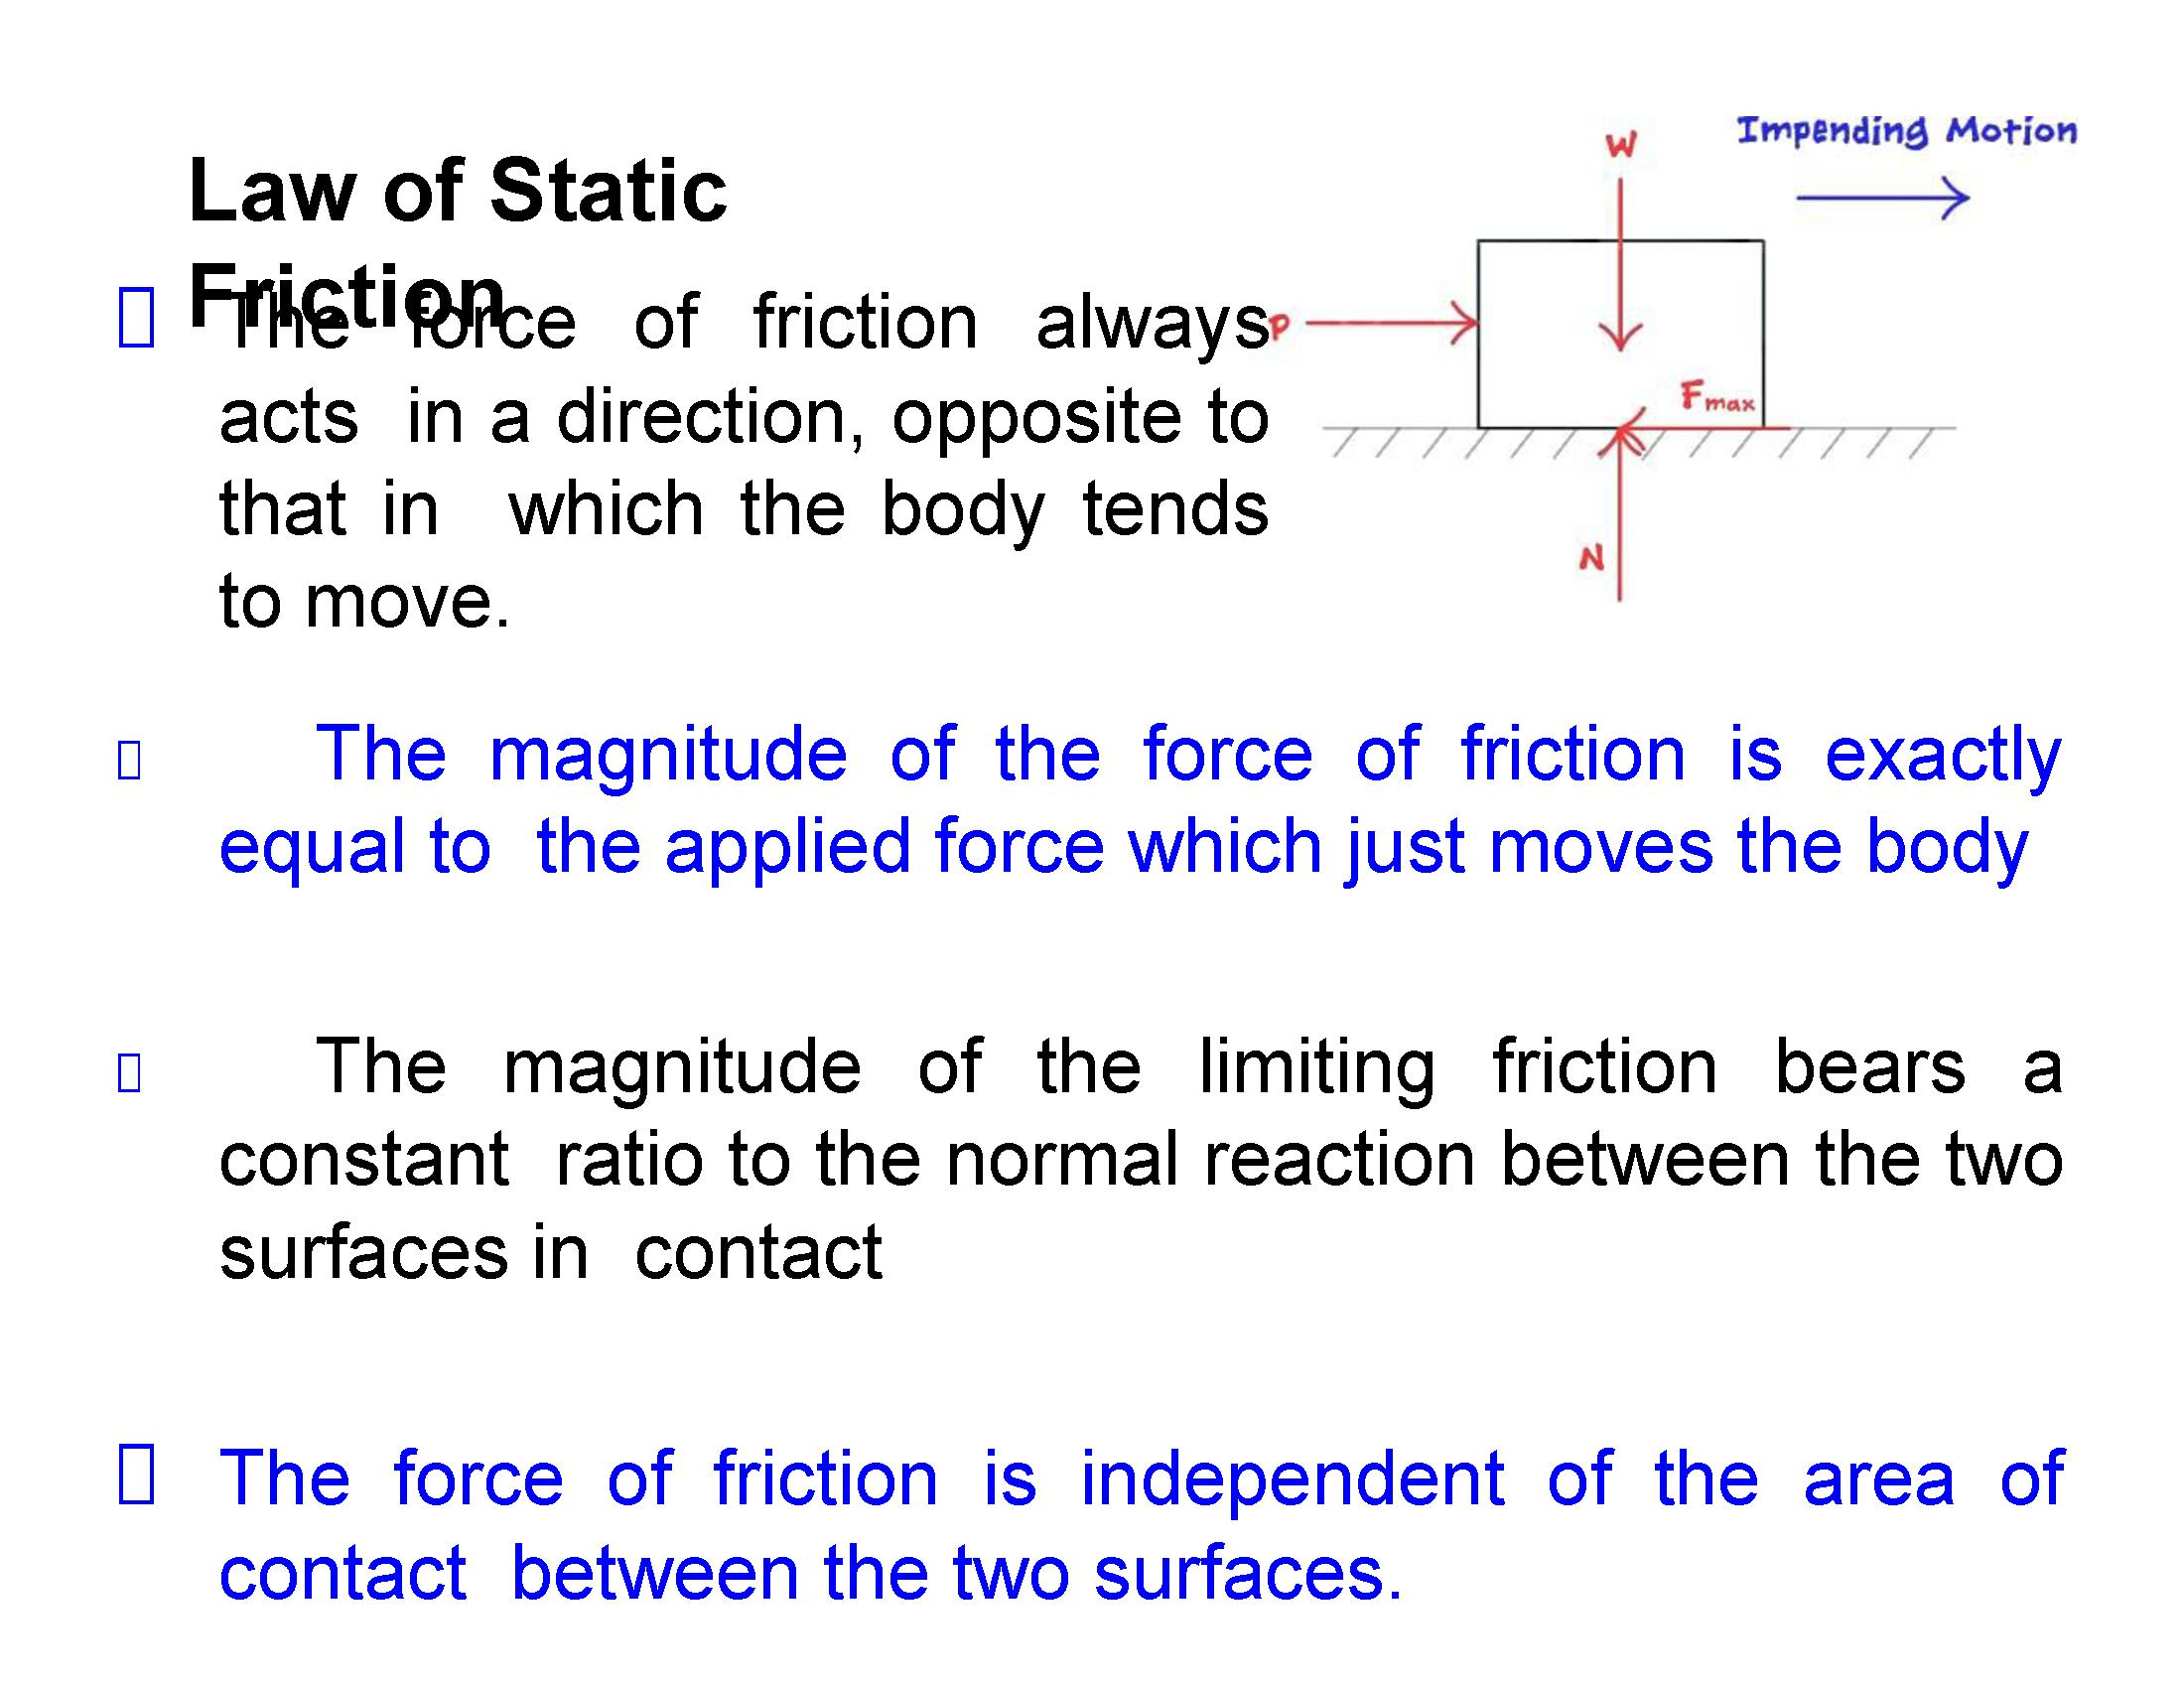 Impending Motion
W
Law of Static
Friction
The force of friction always
P
acts in a direction, opposite to
Fmax
that in which the body tends
N
to move.
The magnitude of the force of friction is exactly
equal to the applied force which just moves the body
The magnitude of the limiting friction bears a
constant ratio to the normal reaction between the two
surfaces in contact
The force of friction is independent of the area of
contact between the two surfaces.